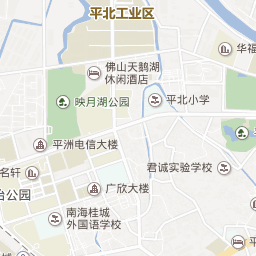 平北工业区
华福
佛山天鹅湖
休闲酒店
映月湖公园
平北小学
平洲电信大楼
君诚实验学校
名轩
广欣大楼
台公园
南海桂城
外国语学校
平